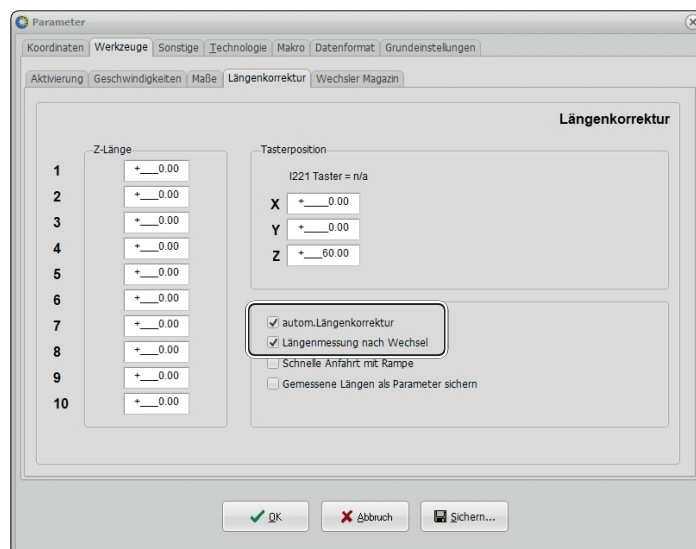 Parameter
Koordinaten Werkzeuge Sonstige Technologie Makro Datenformat Grundeinstellungen
Aktivierung Geschwindigkeiten Maße Längenkorrektur Wechsler Magazin
Längenkorrektur
Z-Länge
1 +___0.00
2 +___0.00
3 +___0.00
4 +___0.00
5 +___0.00
6 +___0.00
7 +___0.00
8 +___0.00
9 +___0.00
10 +___0.00
Tasterposition
I221 Taster = n/a
X +____0.00
Y +____0.00
Z +___60.00
autom.Längenkorrektur
Längenmessung nach Wechsel
Schnelle Anfahrt mit Rampe
Gemessene Längen als Parameter sichern
OK Abbruch Sichern...